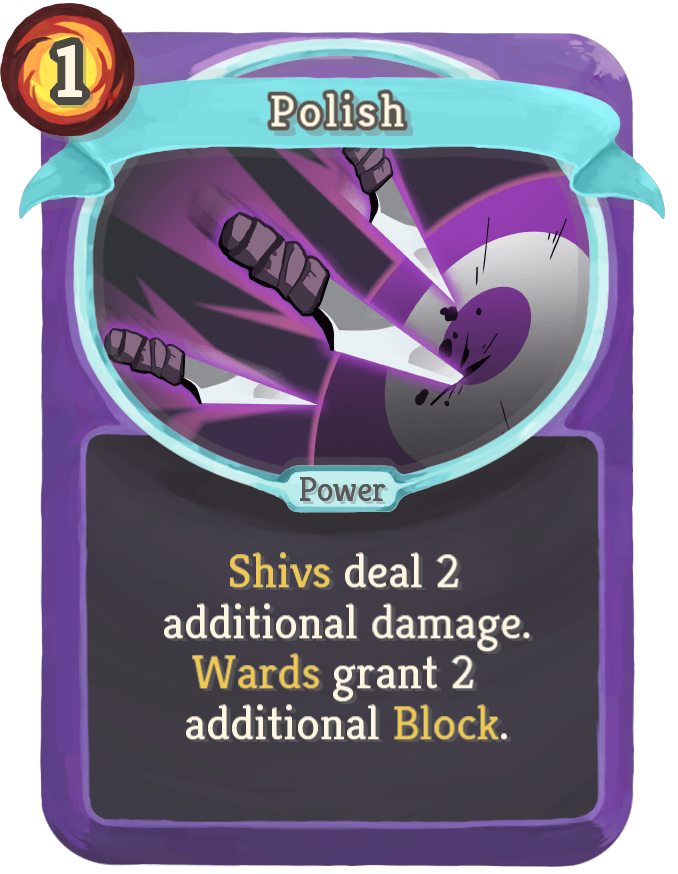 1
Polish
Power
Shivs deal 2
additional damage.
Wards grant 2
additional Block.